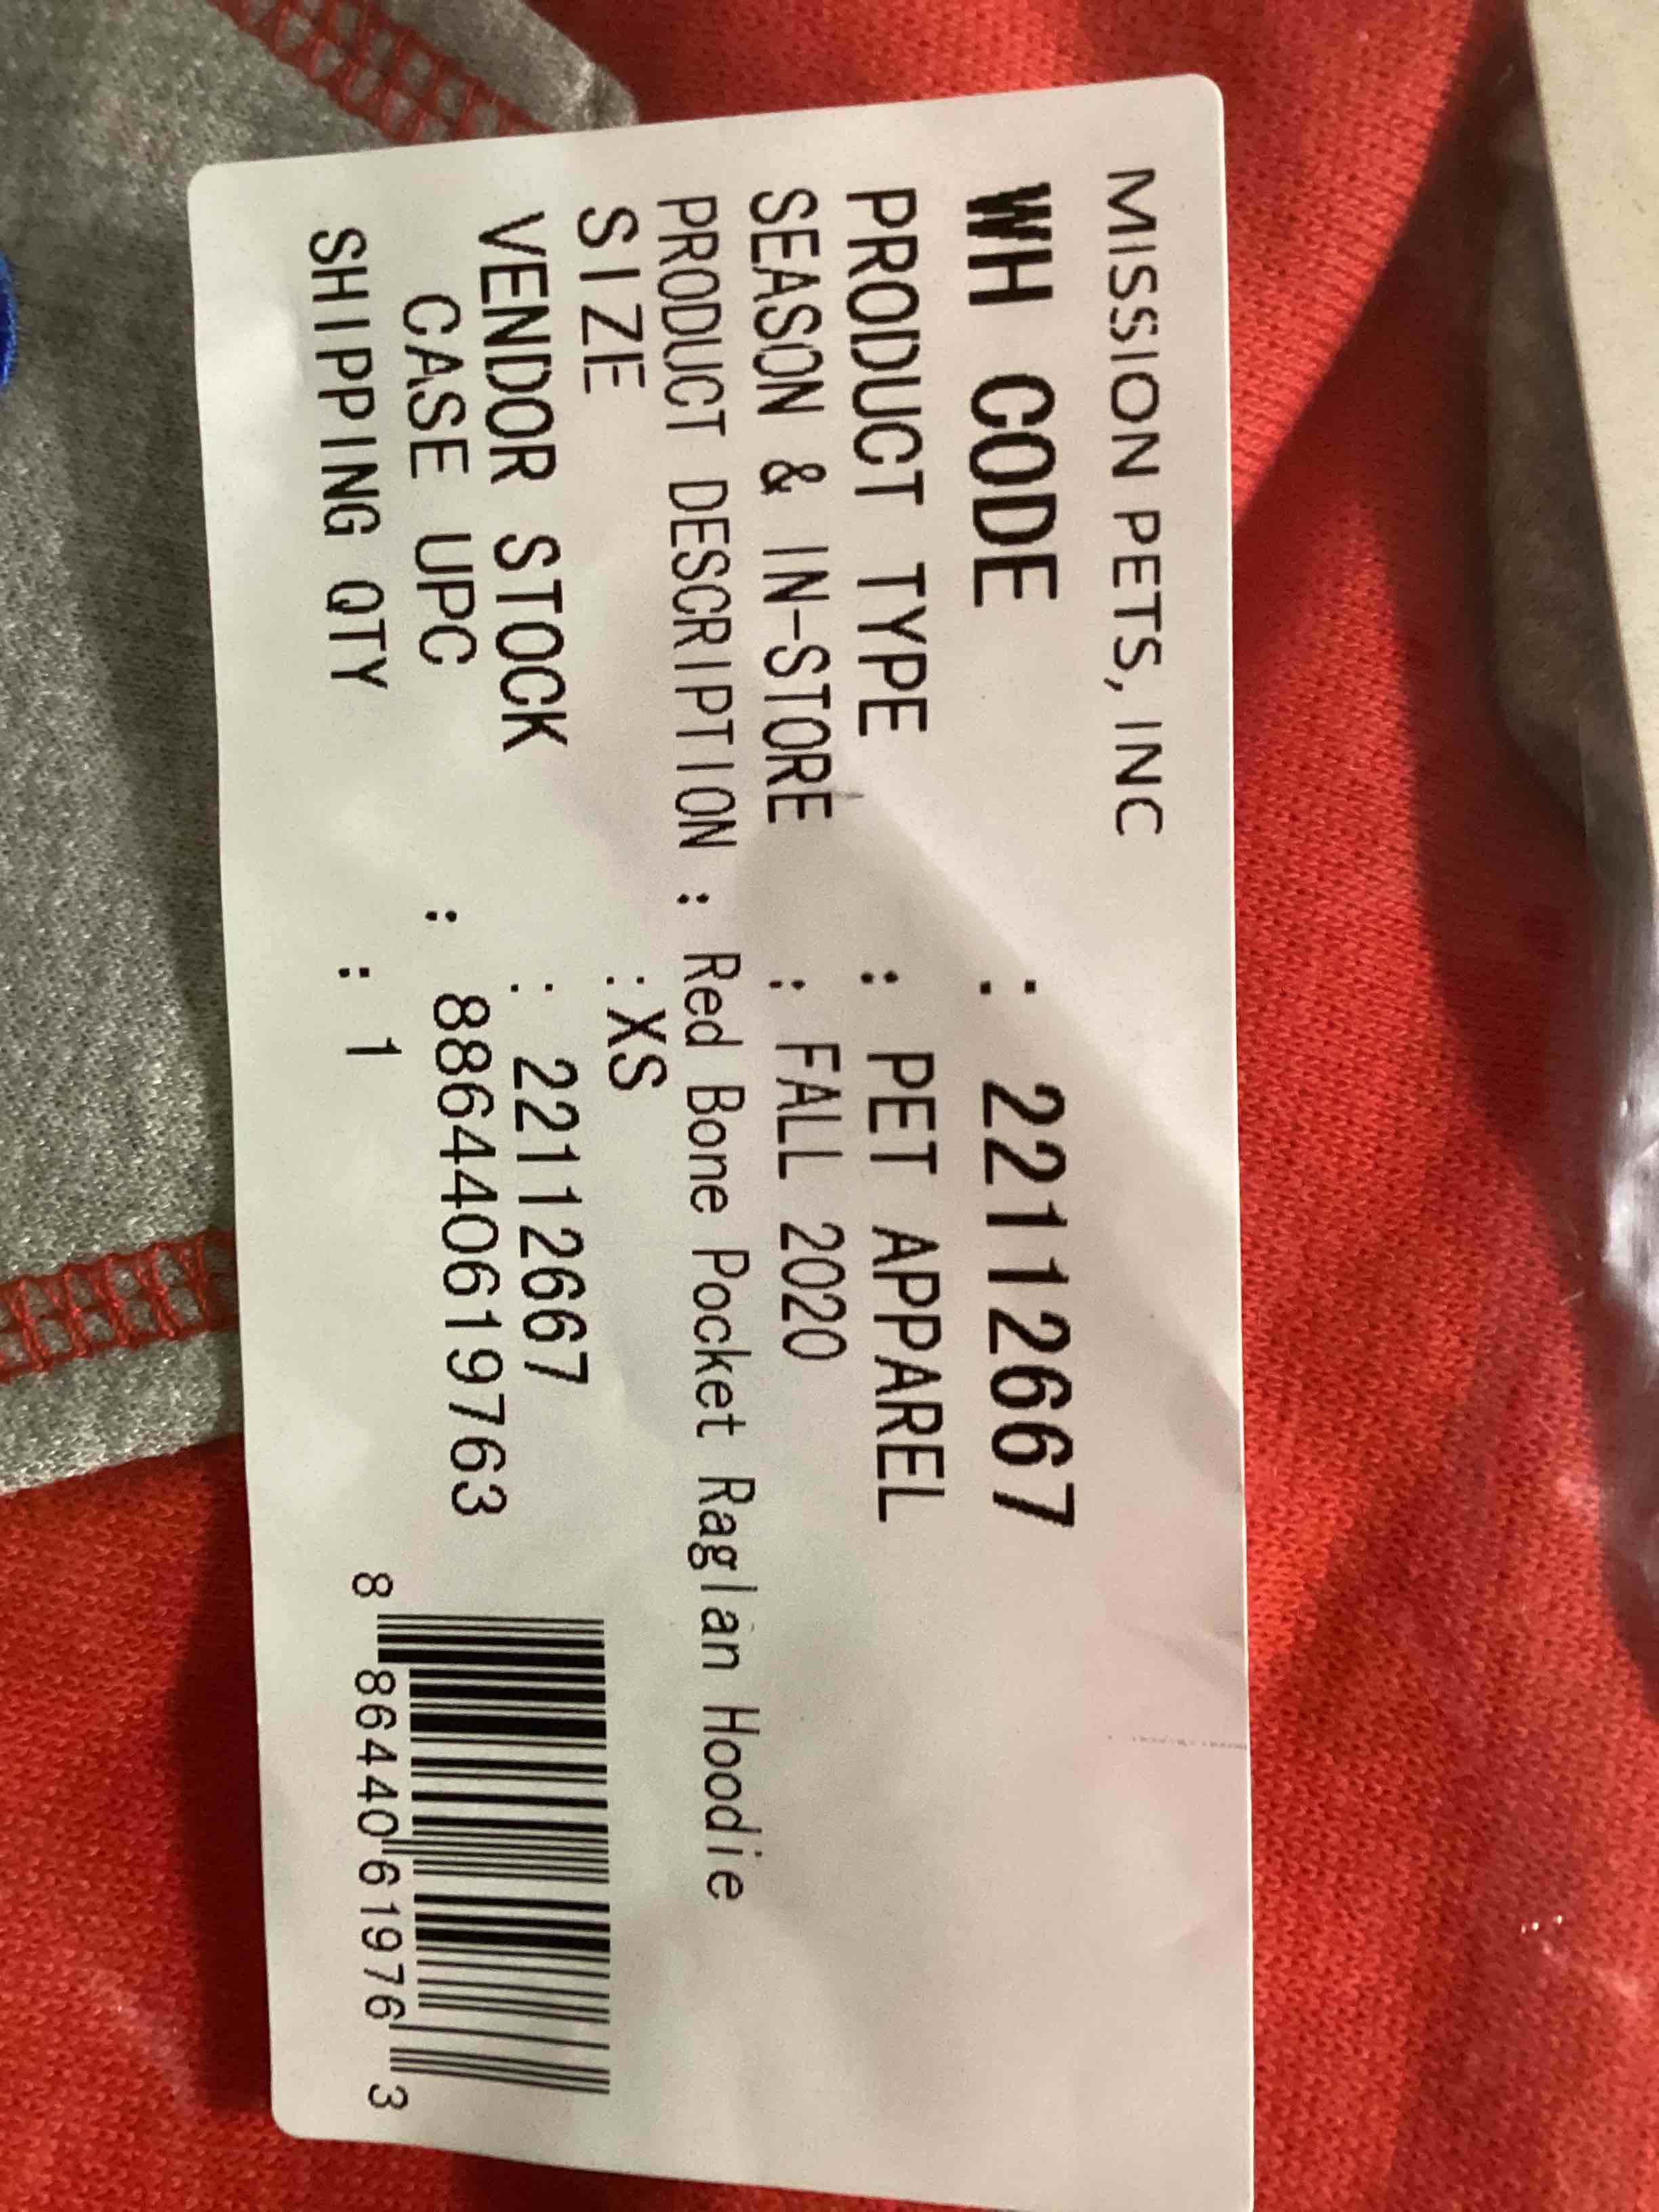 MISSION PETS, INC
WH CODE : 22112667
PRODUCT TYPE : PET APPAREL
SEASON & IN-STORE : FALL 2020
PRODUCT DESCRIPTION : Red Bone Pocket Raglan Hoodie
SIZE : XS
VENDOR STOCK : 22112667
CASE UPC : 886440619763
SHIPPING QTY : 1
8 86440 61976 3